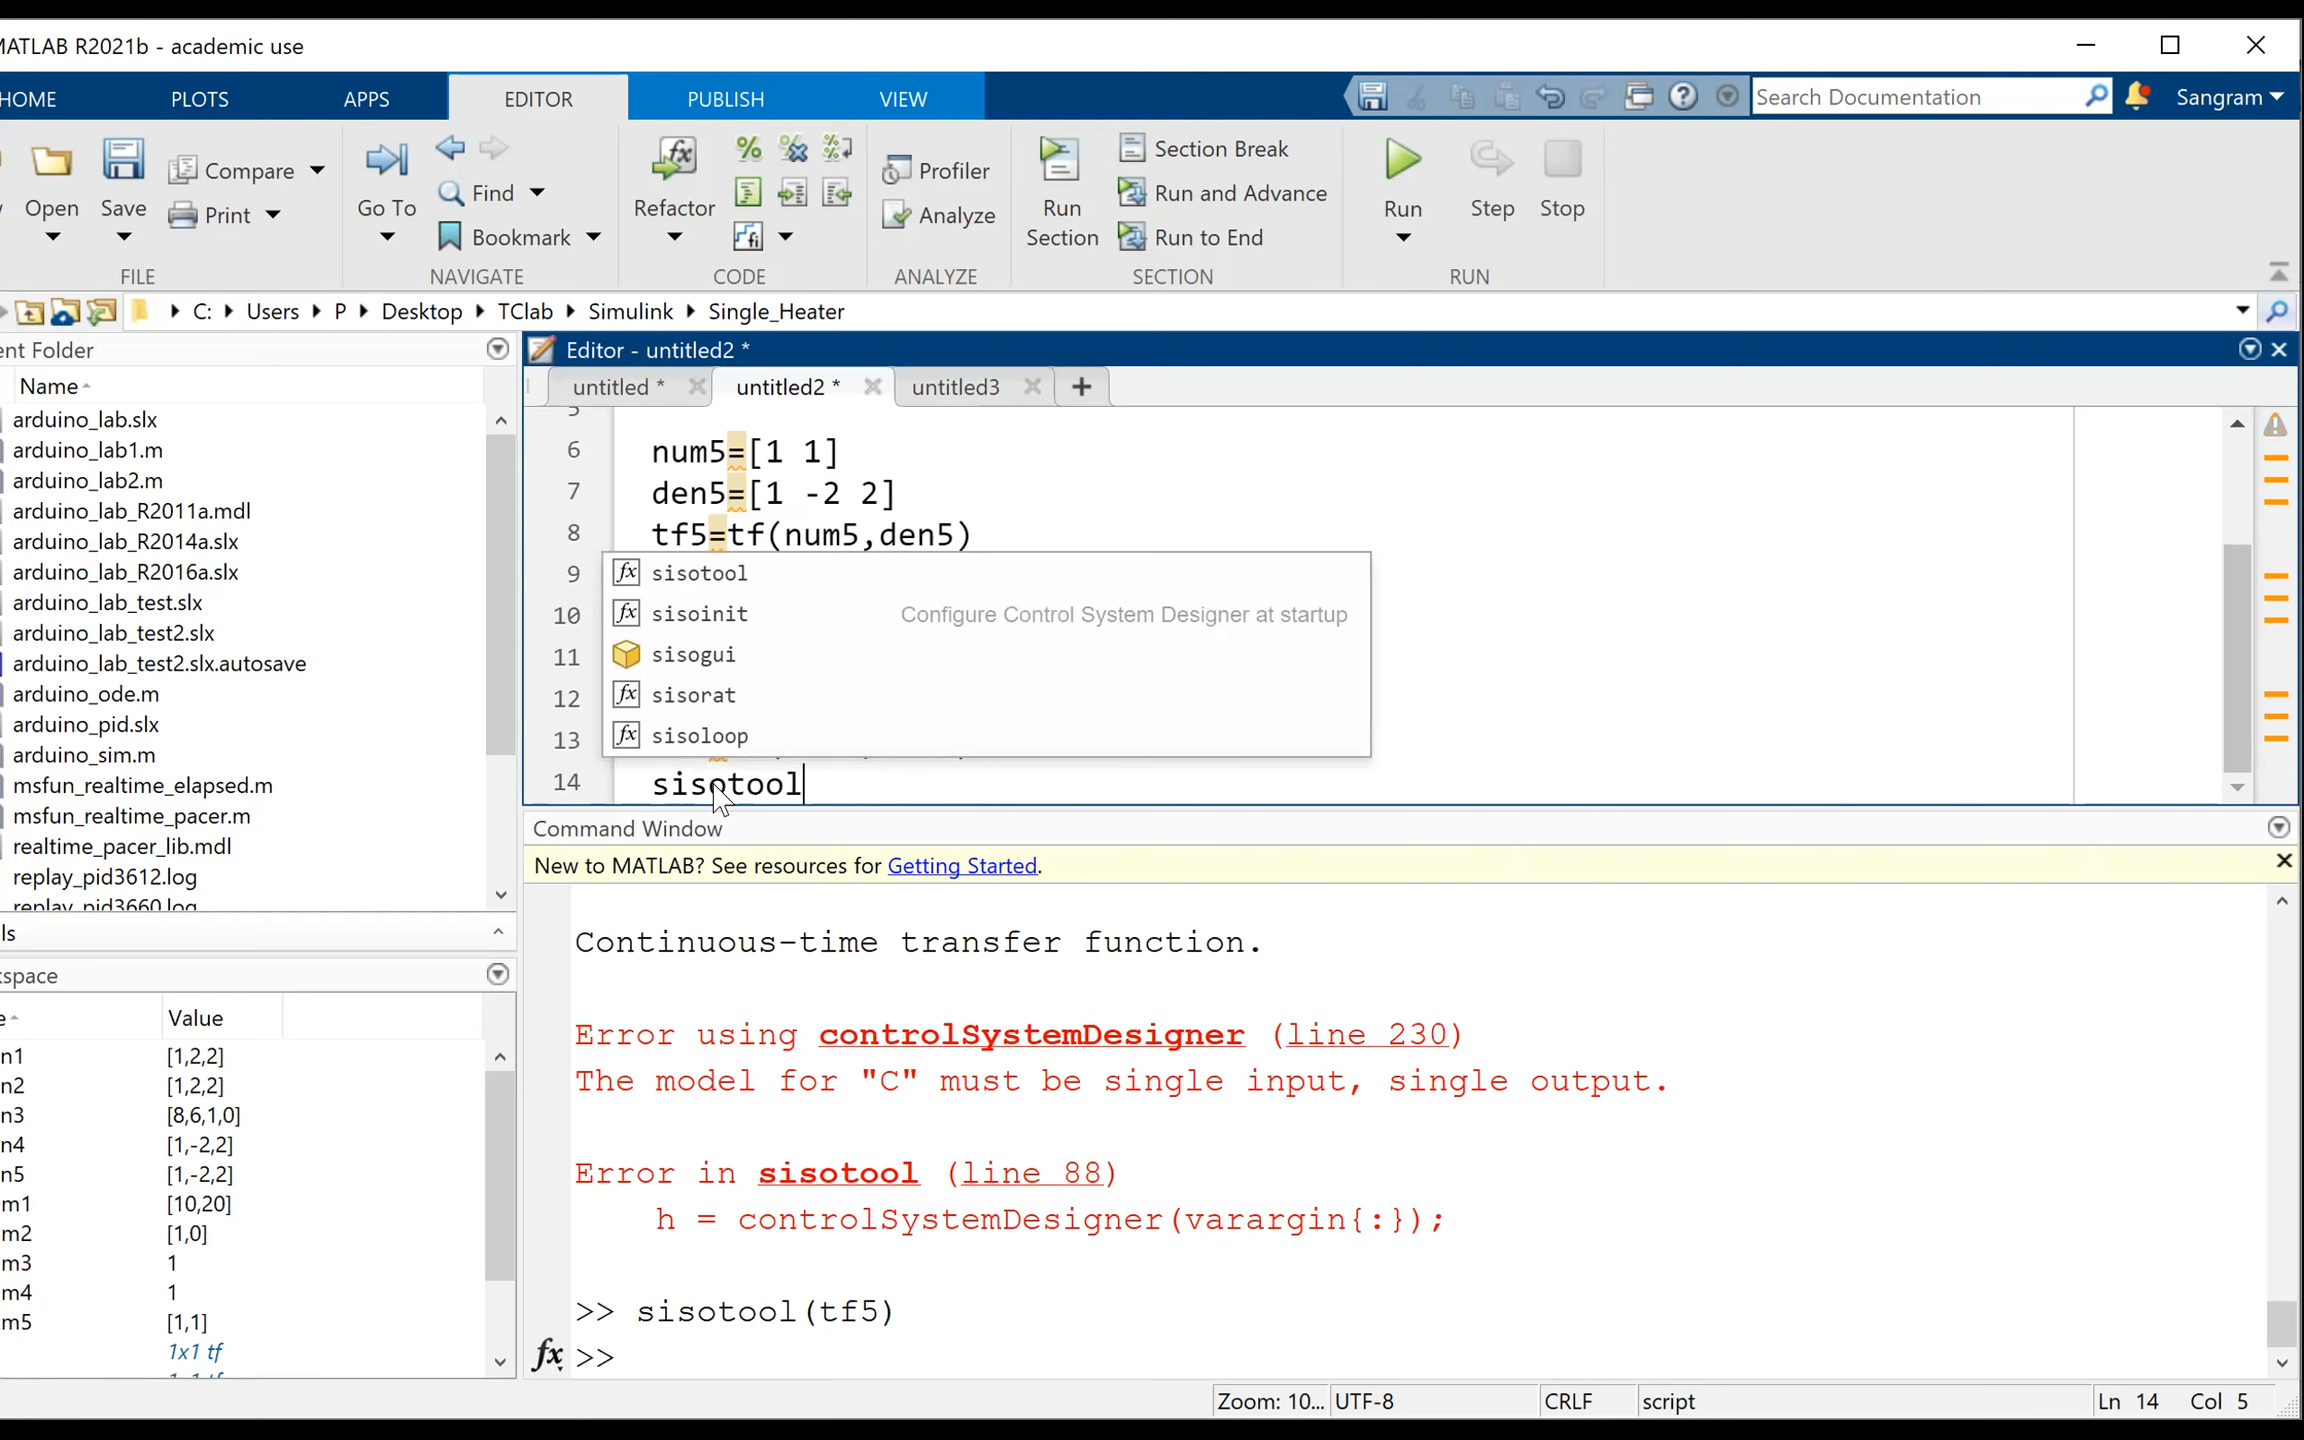 MATLAB R2021b - academic use
HOME PLOTS APPS EDITOR PUBLISH VIEW Search Documentation Sangram
Open Save Compare Print
Go To Find Bookmark
Refactor
Profiler Analyze
Run Section Section Break Run and Advance Run to End
Run Step Stop
FILE NAVIGATE CODE ANALYZE SECTION RUN
C: Users P Desktop TClab Simulink Single_Heater
ent Folder
Name
arduino_lab.slx
arduino_lab1.m
arduino_lab2.m
arduino_lab_R2011a.mdl
arduino_lab_R2014a.slx
arduino_lab_R2016a.slx
arduino_lab_test.slx
arduino_lab_test2.slx
arduino_lab_test2.slx.autosave
arduino_ode.m
arduino_pid.slx
arduino_sim.m
msfun_realtime_elapsed.m
msfun_realtime_pacer.m
realtime_pacer_lib.mdl
replay_pid3612.log
replay_pid3660.log
ls
kspace
e Value
n1 [1,2,2]
n2 [1,2,2]
n3 [8,6,1,0]
n4 [1,-2,2]
n5 [1,-2,2]
m1 [10,20]
m2 [1,0]
m3 1
m4 1
m5 [1,1]
1x1 tf
Editor - untitled2 *
untitled * untitled2 * untitled3
5
6 num5=[1 1]
7 den5=[1 -2 2]
8 tf5=tf(num5,den5)
9 sisotool
10 sisoinit Configure Control System Designer at startup
11 sisogui
12 sisorat
13 sisoloop
14 sisotool
Command Window
New to MATLAB? See resources for Getting Started.
Continuous-time transfer function.
Error using controlSystemDesigner (line 230)
The model for "C" must be single input, single output.
Error in sisotool (line 88)
h = controlSystemDesigner(varargin{:});
>> sisotool(tf5)
fx >>
Zoom: 10... UTF-8 CRLF script Ln 14 Col 5